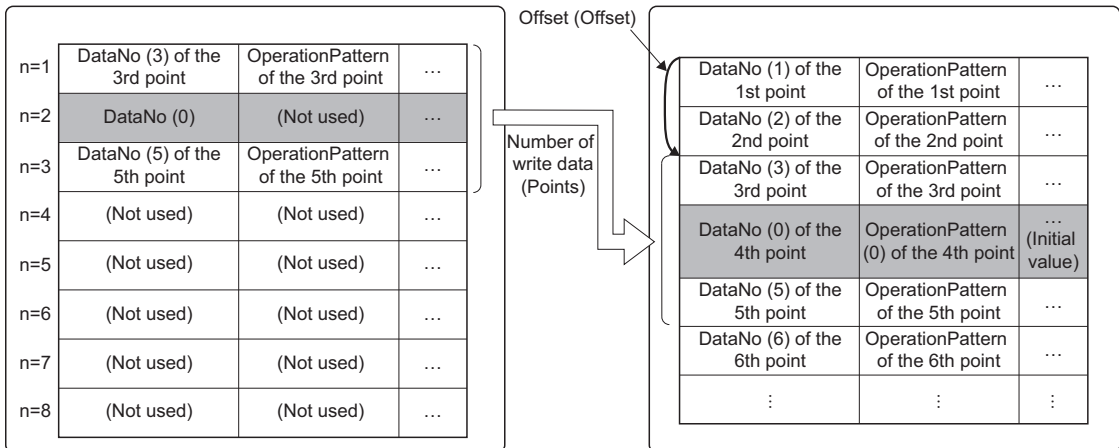 Offset (Offset)
n=1
DataNo (3) of the
3rd point
OperationPattern
of the 3rd point
…
n=2
DataNo (0)
(Not used)
…
n=3
DataNo (5) of the
5th point
OperationPattern
of the 5th point
…
n=4
(Not used)
(Not used)
…
n=5
(Not used)
(Not used)
…
n=6
(Not used)
(Not used)
…
n=7
(Not used)
(Not used)
…
n=8
(Not used)
(Not used)
…
Number of
write data
(Points)
DataNo (1) of the
1st point
OperationPattern
of the 1st point
…
DataNo (2) of the
2nd point
OperationPattern
of the 2nd point
…
DataNo (3) of the
3rd point
OperationPattern
of the 3rd point
…
DataNo (0) of the
4th point
OperationPattern
(0) of the 4th point
…
(Initial
value)
DataNo (5) of the
5th point
OperationPattern
of the 5th point
…
DataNo (6) of the
6th point
OperationPattern
of the 6th point
…
⋮
⋮
⋮